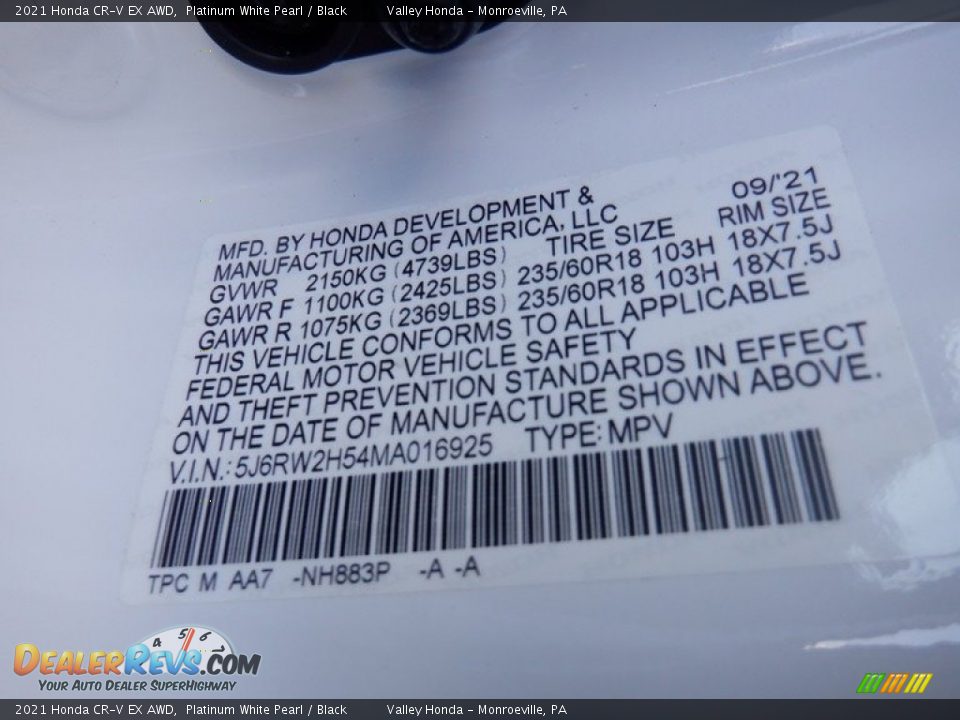 2021 Honda CR-V EX AWD, Platinum White Pearl / Black Valley Honda - Monroeville, PA
MFD. BY HONDA DEVELOPMENT & 09/'21
MANUFACTURING OF AMERICA, LLC RIM SIZE
GVWR 2150KG (4739LBS) TIRE SIZE
GAWR F 1100KG (2425LBS) 235/60R18 103H 18X7.5J
GAWR R 1075KG (2369LBS) 235/60R18 103H 18X7.5J
THIS VEHICLE CONFORMS TO ALL APPLICABLE
FEDERAL MOTOR VEHICLE SAFETY
AND THEFT PREVENTION STANDARDS IN EFFECT
ON THE DATE OF MANUFACTURE SHOWN ABOVE.
V.I.N.: 5J6RW2H54MA016925 TYPE: MPV
TPC M AA7 -NH883P -A -A
4 5 6
DEALERREVS.COM
YOUR AUTO DEALER SUPERHIGHWAY
2021 Honda CR-V EX AWD, Platinum White Pearl / Black Valley Honda - Monroeville, PA